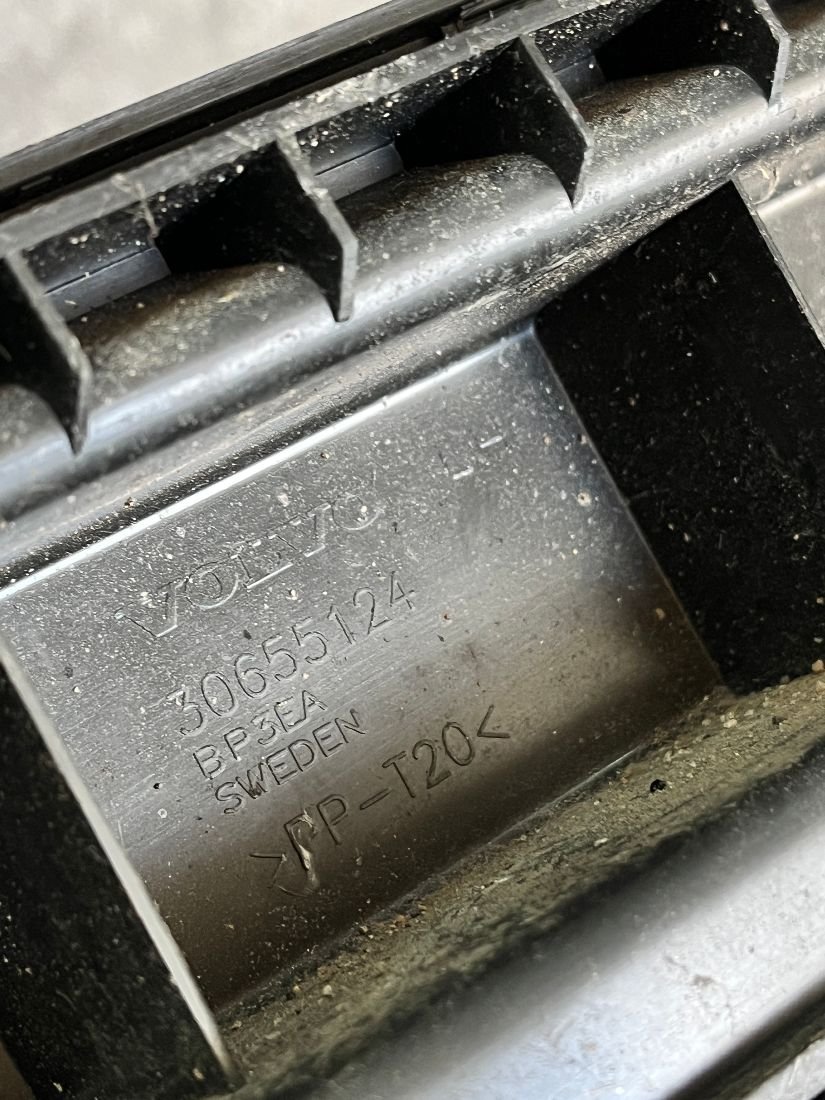 VOLVO
30655124
BP3EA
SWEDEN
>PP-T20<